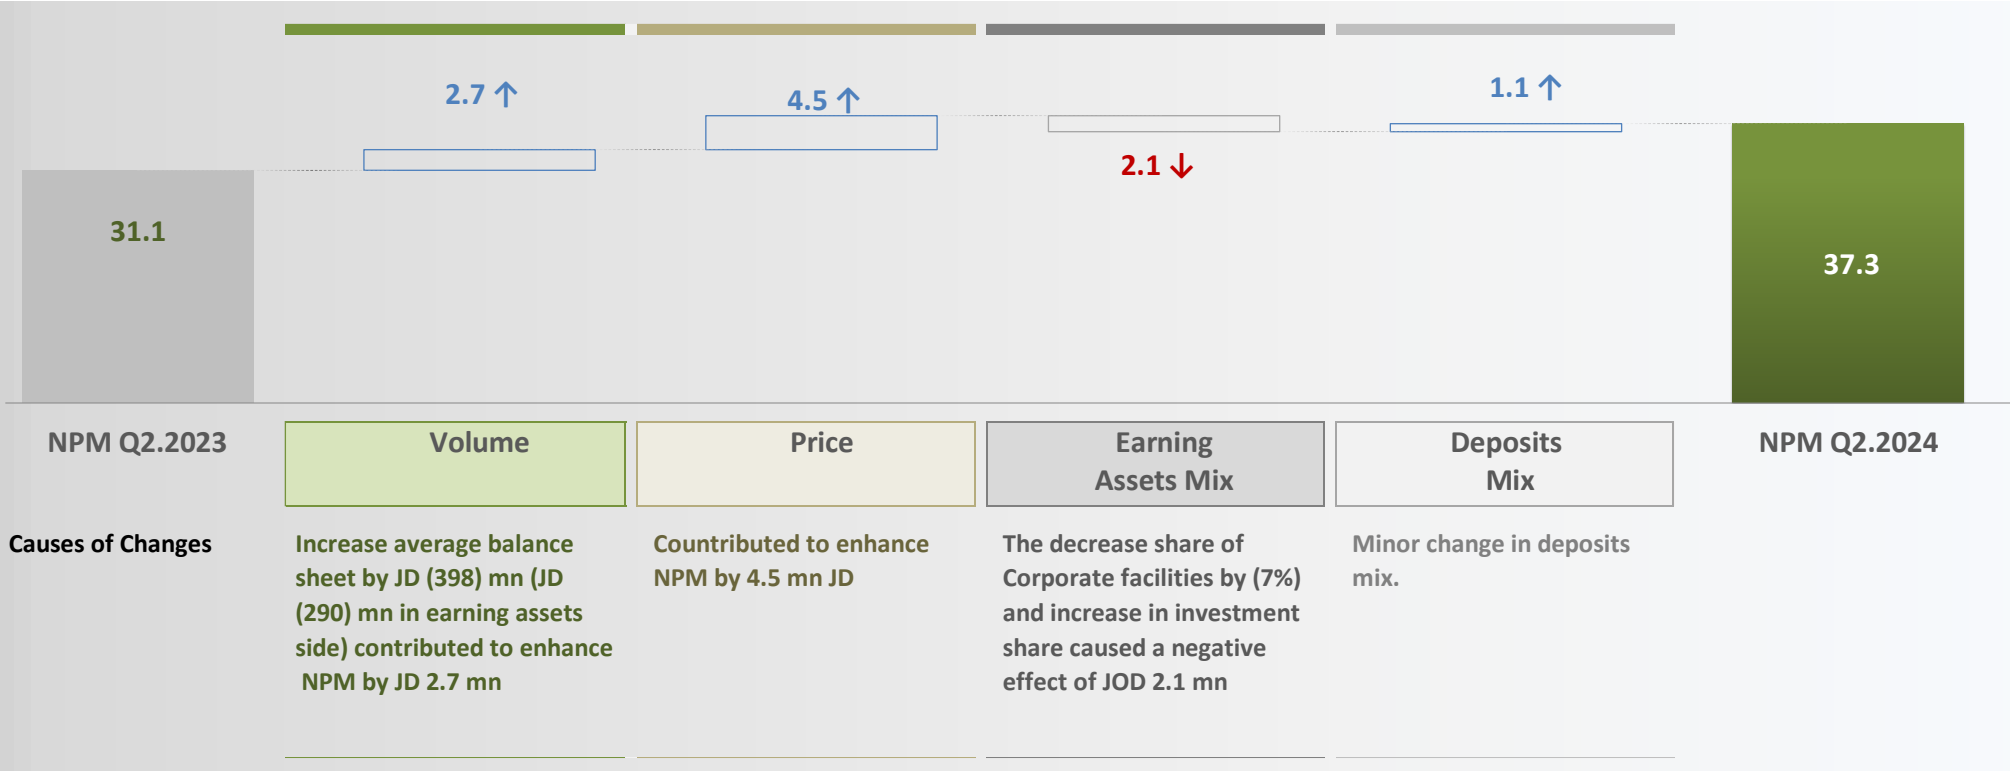 2.7 ↑
4.5 ↑
1.1 ↑
2.1 ↓
31.1
37.3
NPM Q2.2023
Volume
Price
Earning
Assets Mix
Deposits
Mix
NPM Q2.2024
Causes of Changes
Increase average balance
sheet by JD (398) mn (JD
(290) mn in earning assets
side) contributed to enhance
NPM by JD 2.7 mn
Countributed to enhance
NPM by 4.5 mn JD
The decrease share of
Corporate facilities by (7%)
and increase in investment
share caused a negative
effect of JOD 2.1 mn
Minor change in deposits
mix.